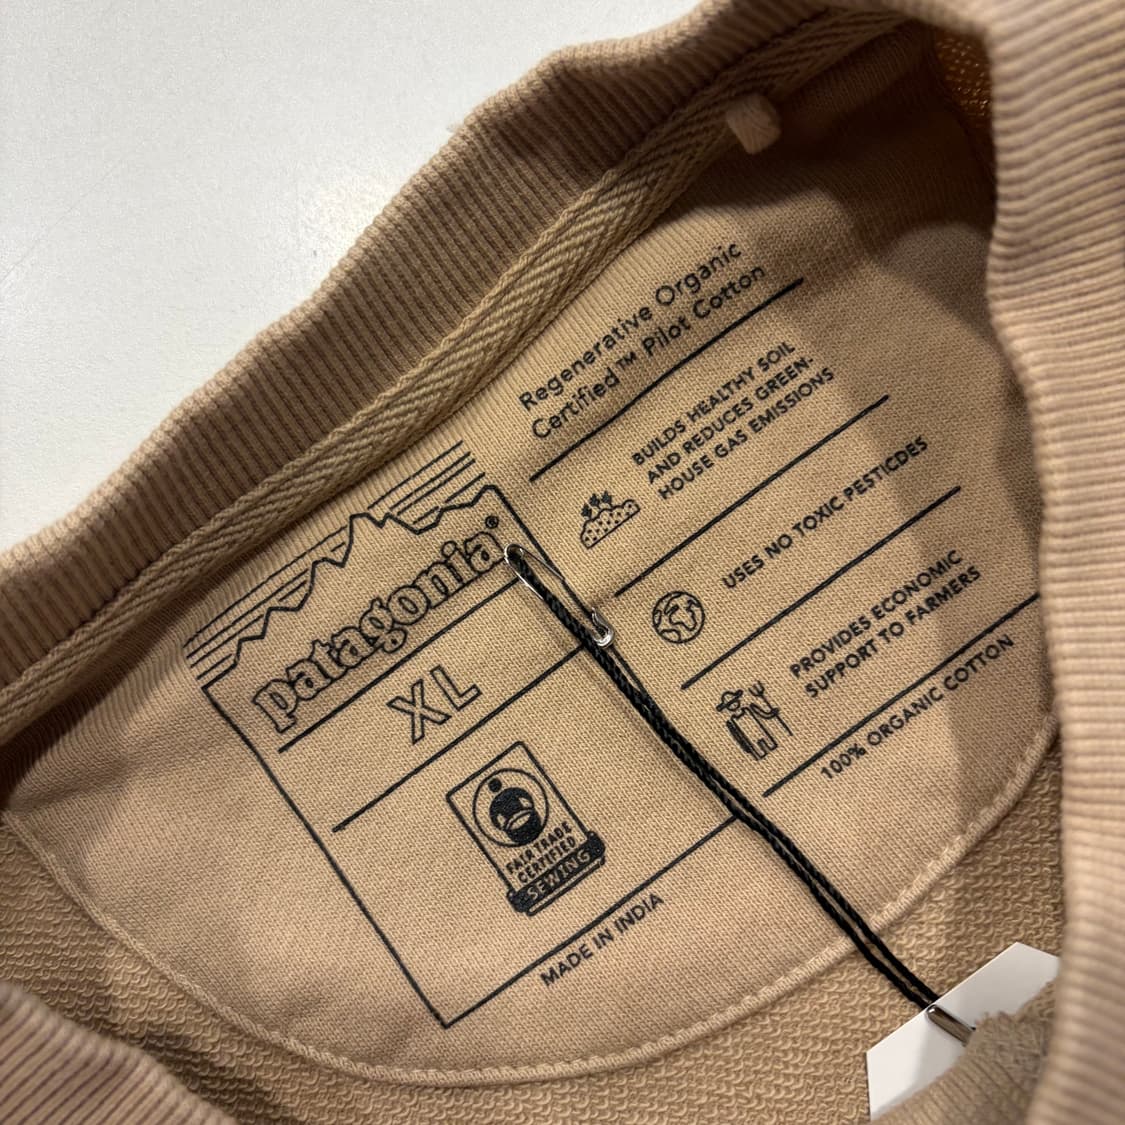 patagonia®
XL
FAIR TRADE
CERTIFIED
SEWING
MADE IN INDIA
Regenerative Organic
Certified™ Pilot Cotton
BUILDS HEALTHY SOIL
AND REDUCES GREEN-
HOUSE GAS EMISSIONS
USES NO TOXIC PESTICDES
PROVIDES ECONOMIC
SUPPORT TO FARMERS
100% ORGANIC COTTON